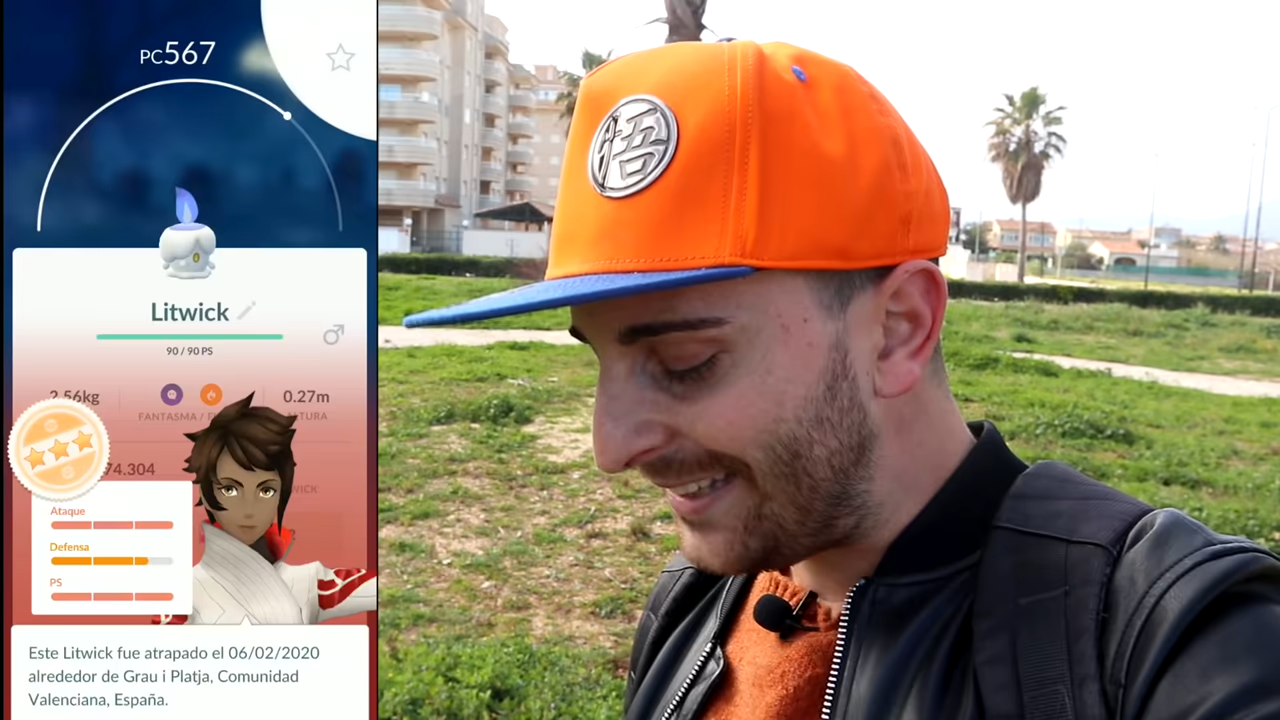 PC567
Litwick
90 / 90 PS
2.56kg
0.27m
FANTASMA /
74.304
Ataque
Defensa
PS
Este Litwick fue atrapado el 06/02/2020
alrededor de Grau i Platja, Comunidad
Valenciana, España.
悟